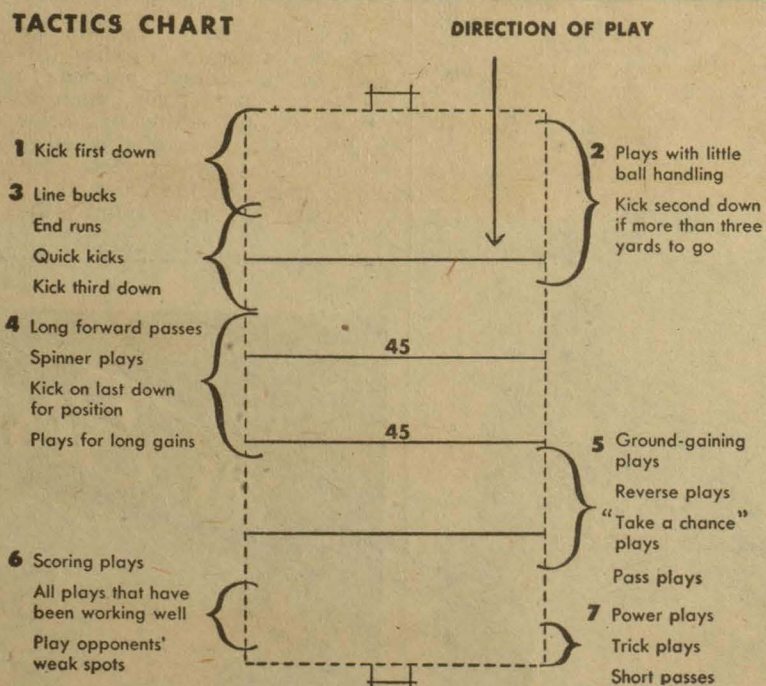 TACTICS CHART
DIRECTION OF PLAY
1 Kick first down
2 Plays with little
ball handling
Kick second down
if more than three
yards to go
3 Line bucks
End runs
Quick kicks
Kick third down
4 Long forward passes
Spinner plays
Kick on last down
for position
Plays for long gains
45
45
5 Ground-gaining
plays
Reverse plays
"Take a chance"
plays
Pass plays
6 Scoring plays
All plays that have
been working well
Play opponents'
weak spots
7 Power plays
Trick plays
Short passes